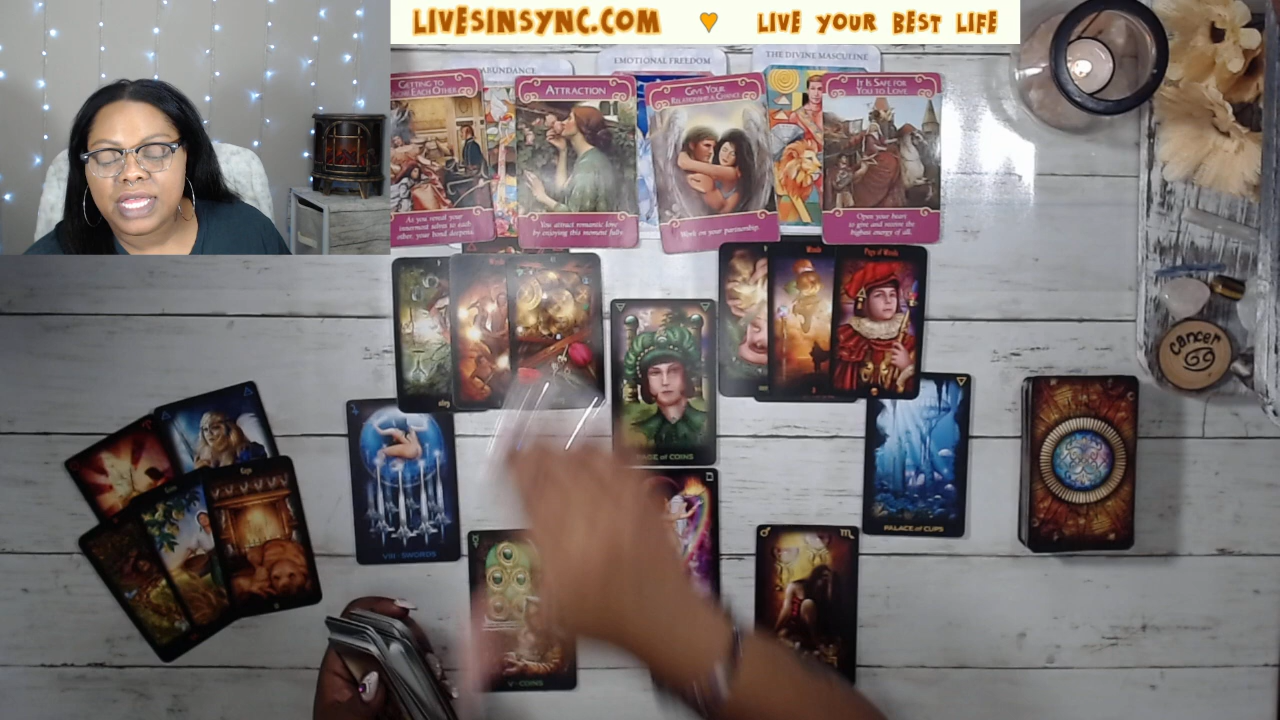 LIVESINSYNC.COM LIVE YOUR BEST LIFE
ABUNDANCE
EMOTIONAL FREEDOM
THE DIVINE MASCULINE
GETTING TO
EACH OTHER
As you reveal your
innermost selves to each
other, your bond deepens.
ATTRACTION
You attract romantic love
by enjoying this moment fully.
GIVE YOUR
RELATIONSHIP A CHANCE
Work on your partnership.
IT IS SAFE FOR
YOU TO LOVE
Open your heart
to give and receive the
highest energy of all.
Wands
Page of Wands
PAGE OF COINS
VIII · SWORDS
PALACE OF CUPS
V · COINS
cancer